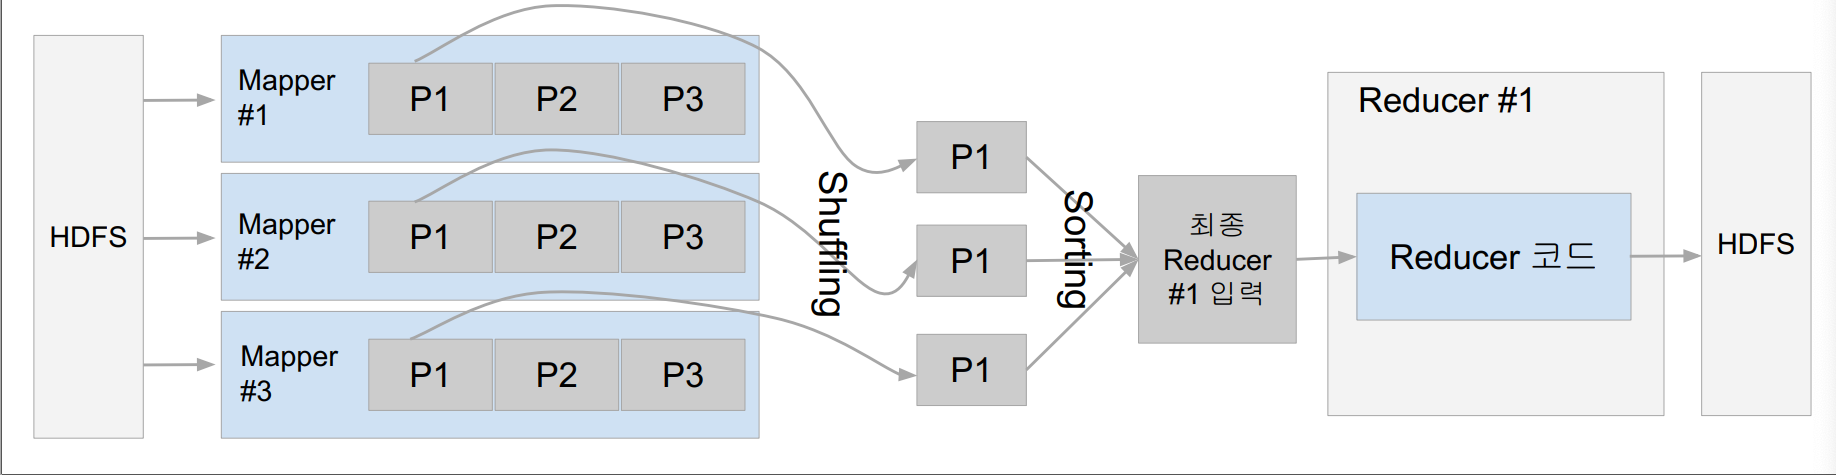 HDFS
Mapper
#1
P1 P2 P3
Mapper
#2
P1 P2 P3
Mapper
#3
P1 P2 P3
Shuffling
P1
P1
P1
Sorting
최종
Reducer
#1 입력
Reducer #1
Reducer 코드
HDFS